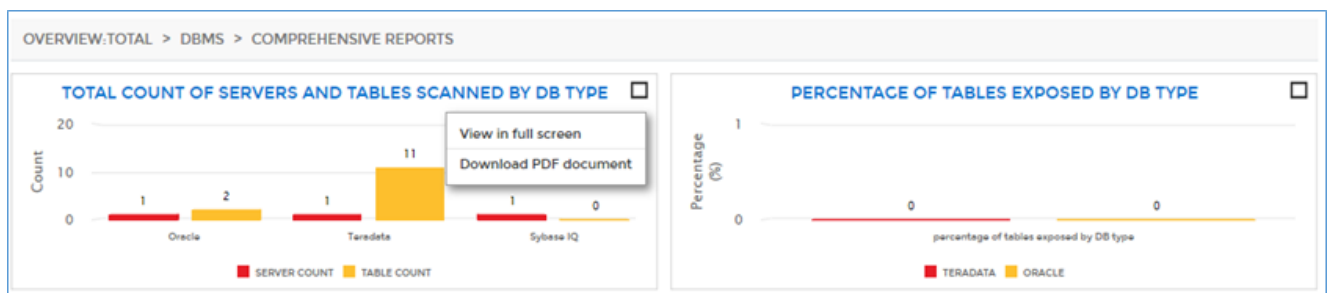 OVERVIEW:TOTAL > DBMS > COMPREHENSIVE REPORTS
TOTAL COUNT OF SERVERS AND TABLES SCANNED BY DB TYPE
View in full screen
Download PDF document
Count
20
10
0
1
2
1
11
1
0
Oracle
Teradata
Sybase IQ
SERVER COUNT
TABLE COUNT
PERCENTAGE OF TABLES EXPOSED BY DB TYPE
Percentage
(%)
1
0
0
0
percentage of tables exposed by DB type
TERADATA
ORACLE